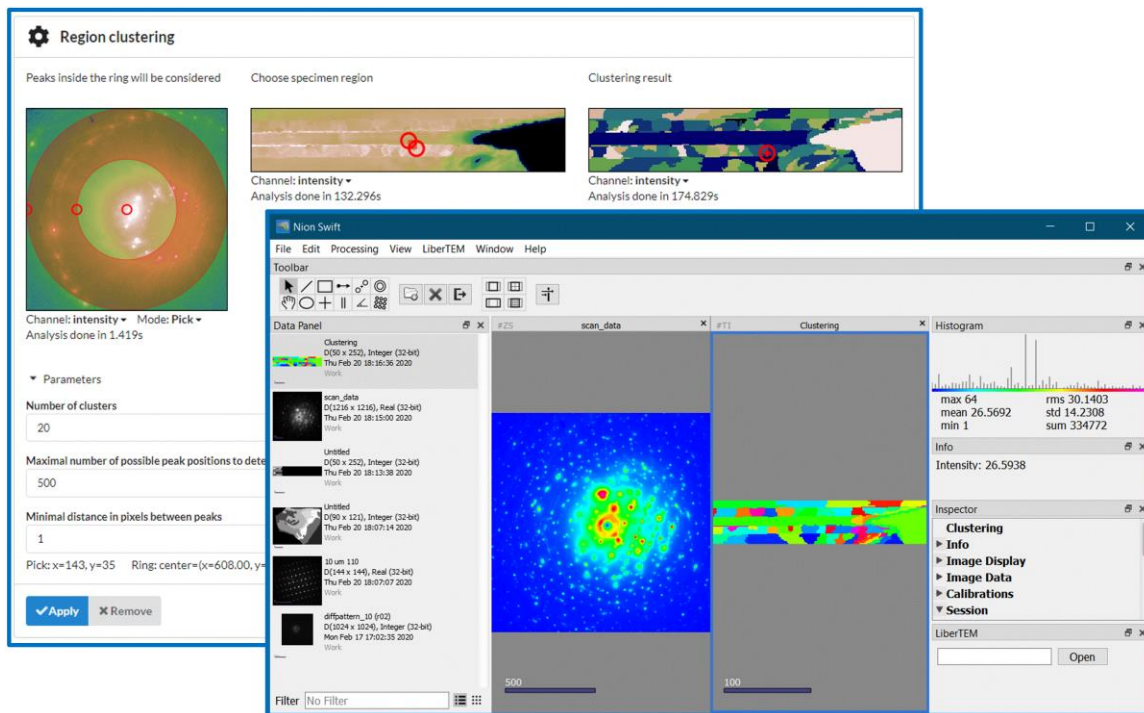 Region clustering
Peaks inside the ring will be considered
Choose specimen region
Clustering result
Channel: intensity
Analysis done in 132.296s
Channel: intensity
Analysis done in 174.829s
Channel: intensity Mode: Pick
Analysis done in 1.419s
Parameters
Number of clusters
20
Maximal number of possible peak positions to dete
500
Minimal distance in pixels between peaks
1
Pick: x=143, y=35 Ring: center=(x=608.00, y=
Apply
Remove
Nion Swift
File Edit Processing View LiberTEM Window Help
Toolbar
Data Panel
Clustering
D(50 x 252), Integer (32-bit)
Thu Feb 20 18:16:36 2020
Work
scan_data
D(1216 x 1216), Real (32-bit)
Thu Feb 20 18:15:00 2020
Work
Untitled
D(50 x 252), Integer (32-bit)
Thu Feb 20 18:13:38 2020
Work
Untitled
D(90 x 121), Integer (32-bit)
Thu Feb 20 18:07:14 2020
Work
10 um 110
D(144 x 144), Real (32-bit)
Thu Feb 20 18:07:07 2020
Work
diffpattern_10 (r02)
D(1024 x 1024), Integer (32-bit)
Mon Feb 17 17:02:35 2020
Work
Filter No Filter
#ZS scan_data
500
#TI Clustering
100
Histogram
max 64 rms 30.1403
mean 26.5692 std 14.2308
min 1 sum 334772
Info
Intensity: 26.5938
Inspector
Clustering
Info
Image Display
Image Data
Calibrations
Session
LiberTEM
Open